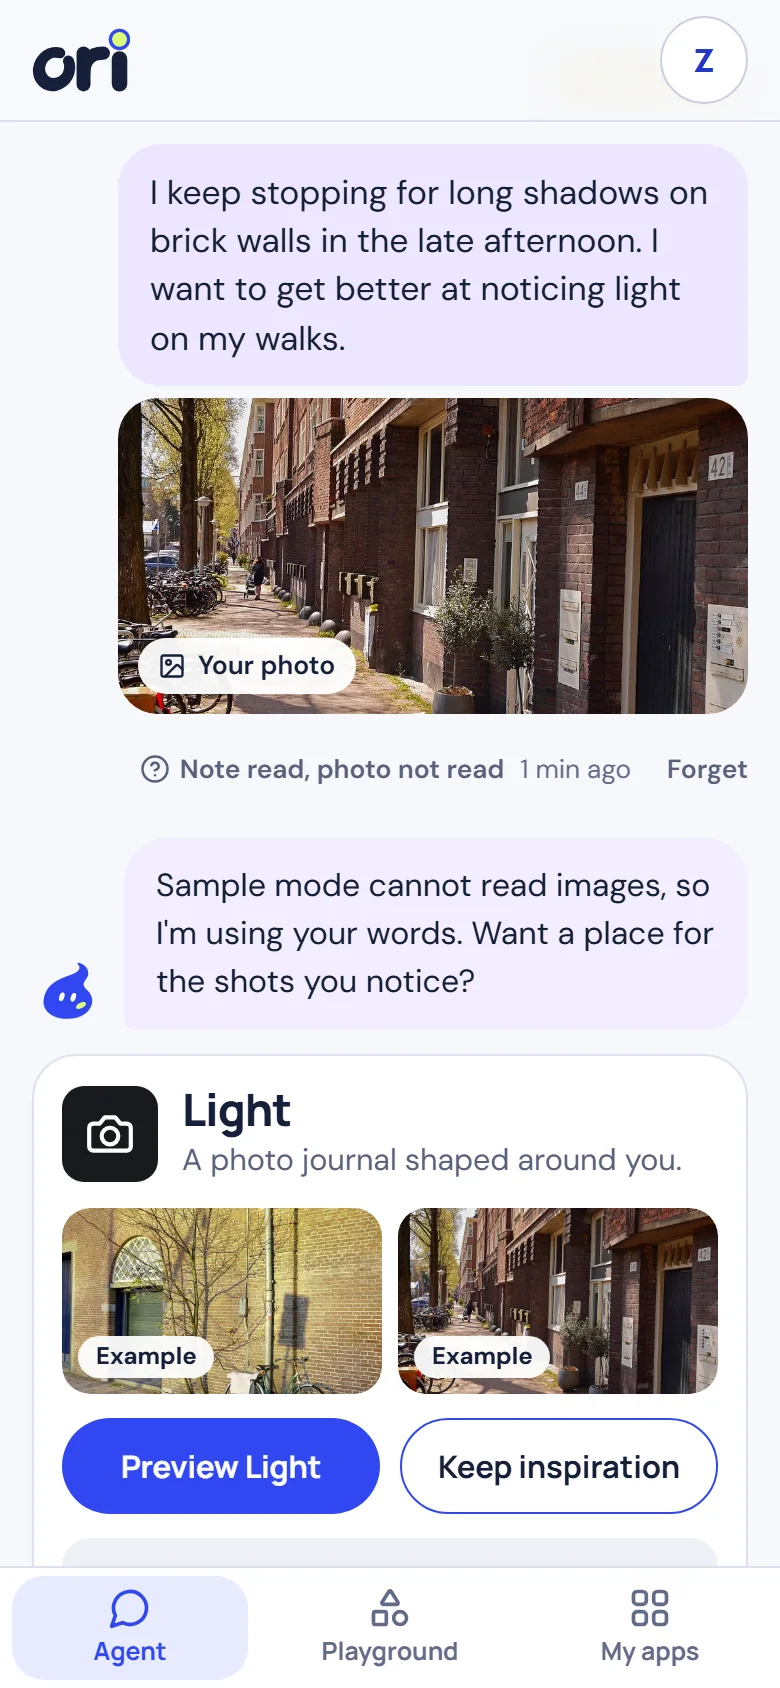 ori
Z
I keep stopping for long shadows on
brick walls in the late afternoon. I
want to get better at noticing light
on my walks.
42
44
Your photo
Note read, photo not read 1 min ago Forget
Sample mode cannot read images, so
I'm using your words. Want a place for
the shots you notice?
Light
A photo journal shaped around you.
Example
Example
Preview Light
Keep inspiration
Agent
Playground
My apps